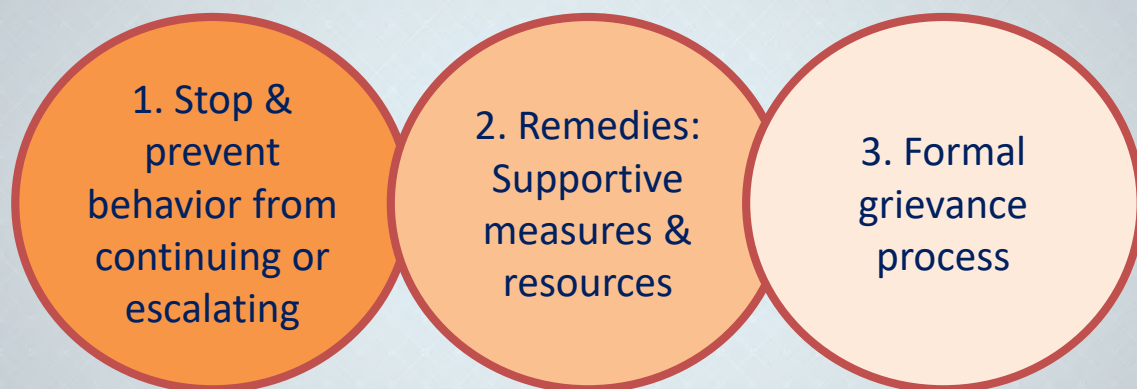 1. Stop &
prevent
behavior from
continuing or
escalating
2. Remedies:
Supportive
measures &
resources
3. Formal
grievance
process